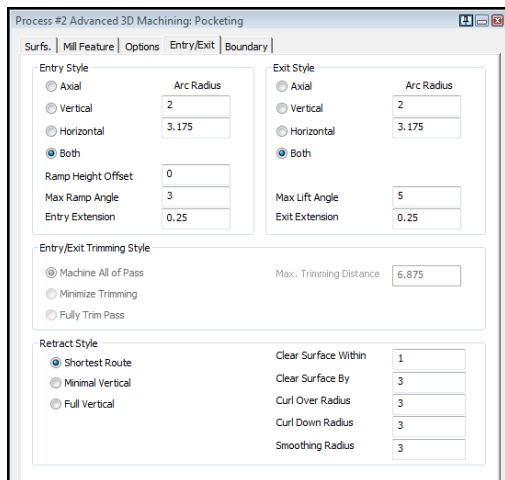 Process #2 Advanced 3D Machining: Pocketing
Surfs. Mill Feature Options Entry/Exit Boundary
Entry Style
Axial Arc Radius
Vertical 2
Horizontal 3.175
Both
Ramp Height Offset 0
Max Ramp Angle 3
Entry Extension 0.25
Exit Style
Axial Arc Radius
Vertical 2
Horizontal 3.175
Both
Max Lift Angle 5
Exit Extension 0.25
Entry/Exit Trimming Style
Machine All of Pass Max. Trimming Distance 6.875
Minimize Trimming
Fully Trim Pass
Retract Style
Shortest Route
Minimal Vertical
Full Vertical
Clear Surface Within 1
Clear Surface By 3
Curl Over Radius 3
Curl Down Radius 3
Smoothing Radius 3